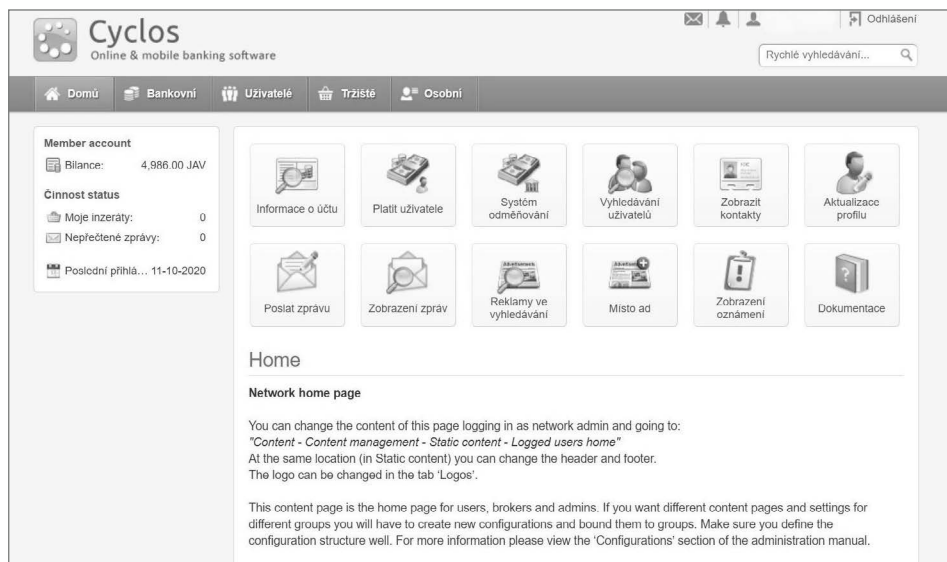 Cyclos
Online & mobile banking software
Odhlášení
Rychlé vyhledávání...
Domů
Bankovní
Uživatelé
Tržiště
Osobní
Member account
Bilance: 4,986.00 JAV
Činnost status
Moje inzeráty: 0
Nepřečtené zprávy: 0
Poslední přihlá... 11-10-2020
Informace o účtu
Platit uživatele
Systém
odměňování
Vyhledávání
uživatelů
Zobrazit
kontakty
Aktualizace
profilu
Poslat zprávu
Zobrazení zpráv
Reklamy ve
vyhledávání
Místo ad
Zobrazení
oznámení
Dokumentace
Home
Network home page
You can change the content of this page logging in as network admin and going to:
"Content - Content management - Static content - Logged users home"
At the same location (in Static content) you can change the header and footer.
The logo can be changed in the tab 'Logos'.
This content page is the home page for users, brokers and admins. If you want different content pages and settings for
different groups you will have to create new configurations and bound them to groups. Make sure you define the
configuration structure well. For more information please view the 'Configurations' section of the administration manual.